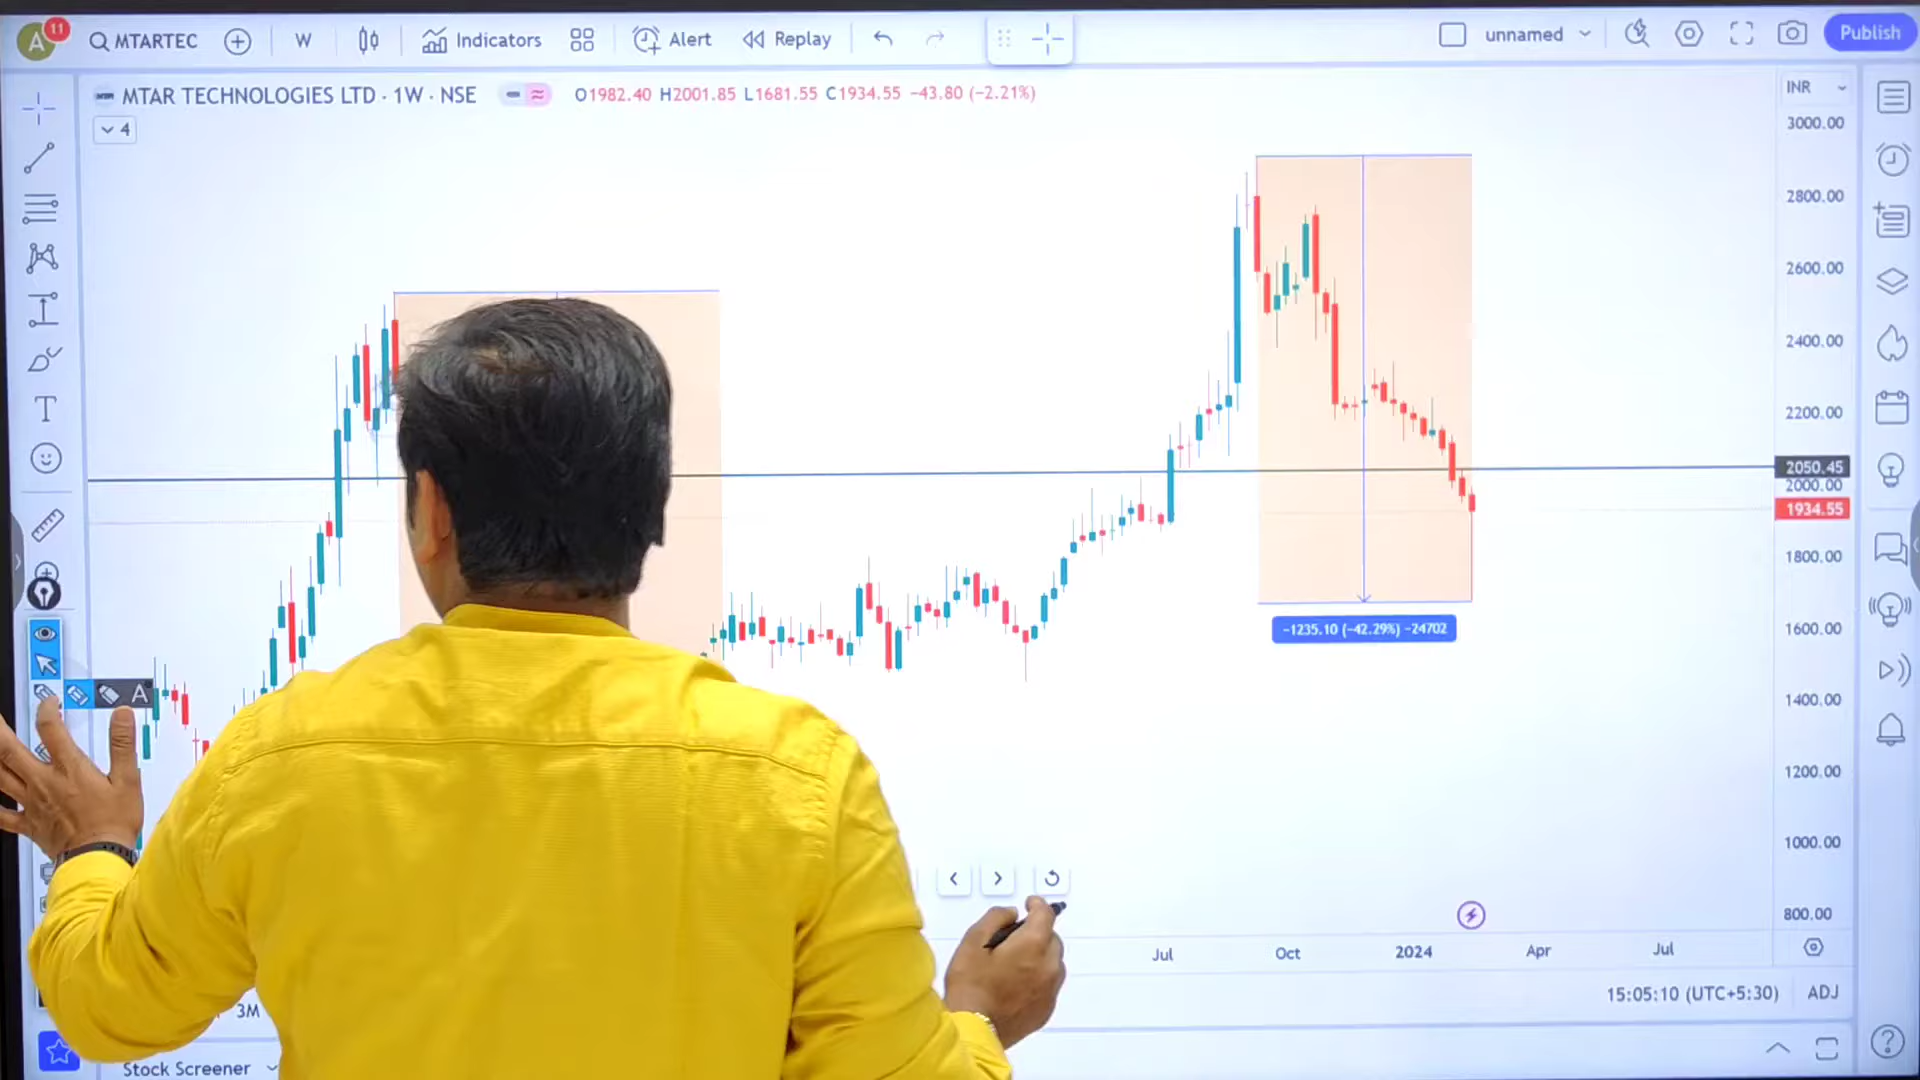 A 11 MTARTEC W Indicators Alert Replay unnamed Publish
MTAR TECHNOLOGIES LTD · 1W · NSE O1982.40 H2001.85 L1681.55 C1934.55 −43.80 (−2.21%) INR
4
3000.00
2800.00
2600.00
2400.00
2200.00
2050.45
2000.00
1934.55
1800.00
1600.00
−1235.10 (−42.29%) −24702
1400.00
A
1200.00
1000.00
800.00
Jul Oct 2024 Apr Jul
3M 15:05:10 (UTC+5:30) ADJ
Stock Screener